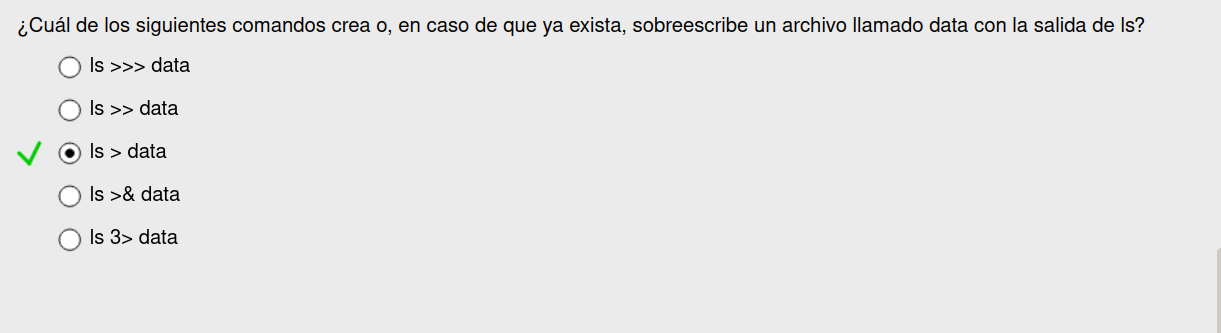 ¿Cuál de los siguientes comandos crea o, en caso de que ya exista, sobreescribe un archivo llamado data con la salida de ls?
ls >>> data
ls >> data
ls > data
ls >& data
ls 3> data